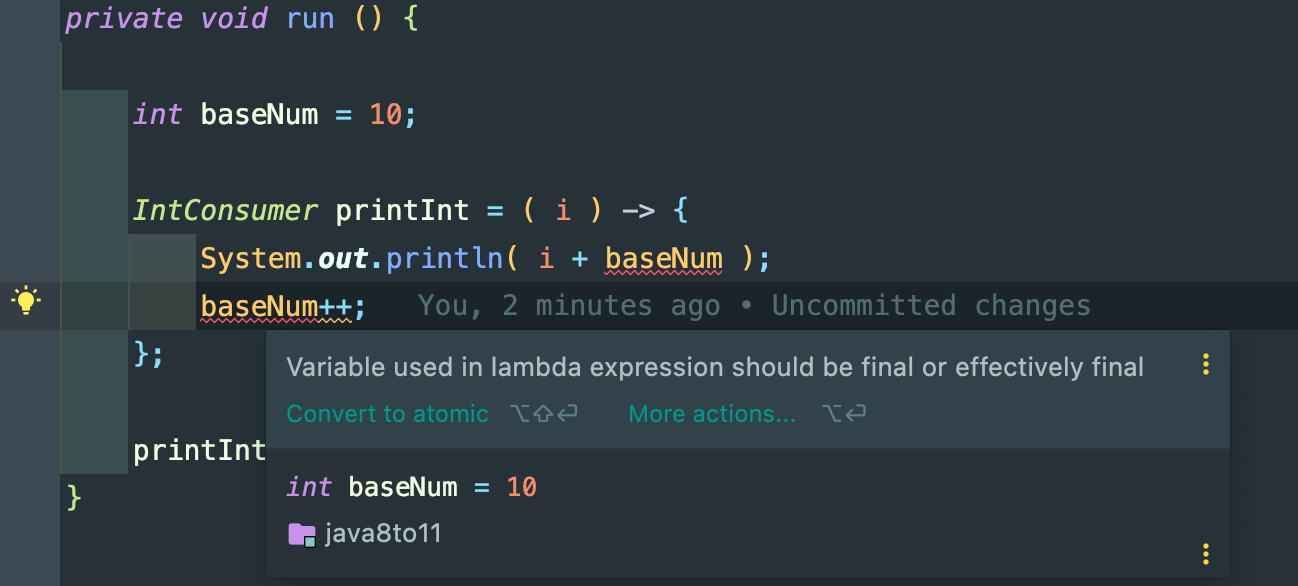 private void run () {
int baseNum = 10;
IntConsumer printInt = ( i ) -> {
System.out.println( i + baseNum );
baseNum++; You, 2 minutes ago • Uncommitted changes
};
Variable used in lambda expression should be final or effectively final
Convert to atomic ⌥⇧⏎ More actions... ⌥⏎
printInt
int baseNum = 10
}
java8to11